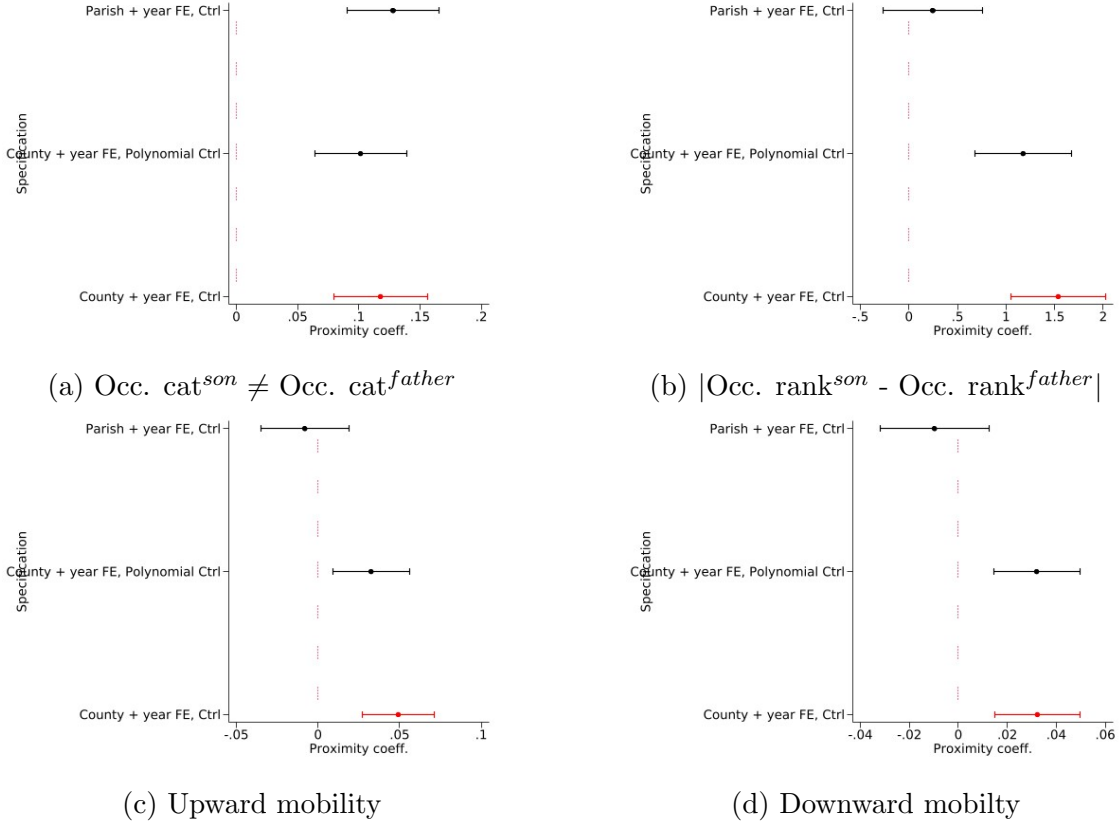 Parish + year FE, Ctrl
County + year FE, Polynomial Ctrl
County + year FE, Ctrl
Specification
0 .05 .1 .15 .2
Proximity coeff.
(a) Occ. cat^son ≠ Occ. cat^father
Parish + year FE, Ctrl
County + year FE, Polynomial Ctrl
County + year FE, Ctrl
Specification
-.5 0 .5 1 1.5 2
Proximity coeff.
(b) |Occ. rank^son - Occ. rank^father|
Parish + year FE, Ctrl
County + year FE, Polynomial Ctrl
County + year FE, Ctrl
Specification
-.05 0 .05 .1
Proximity coeff.
(c) Upward mobility
Parish + year FE, Ctrl
County + year FE, Polynomial Ctrl
County + year FE, Ctrl
Specification
-.04 -.02 0 .02 .04 .06
Proximity coeff.
(d) Downward mobilty